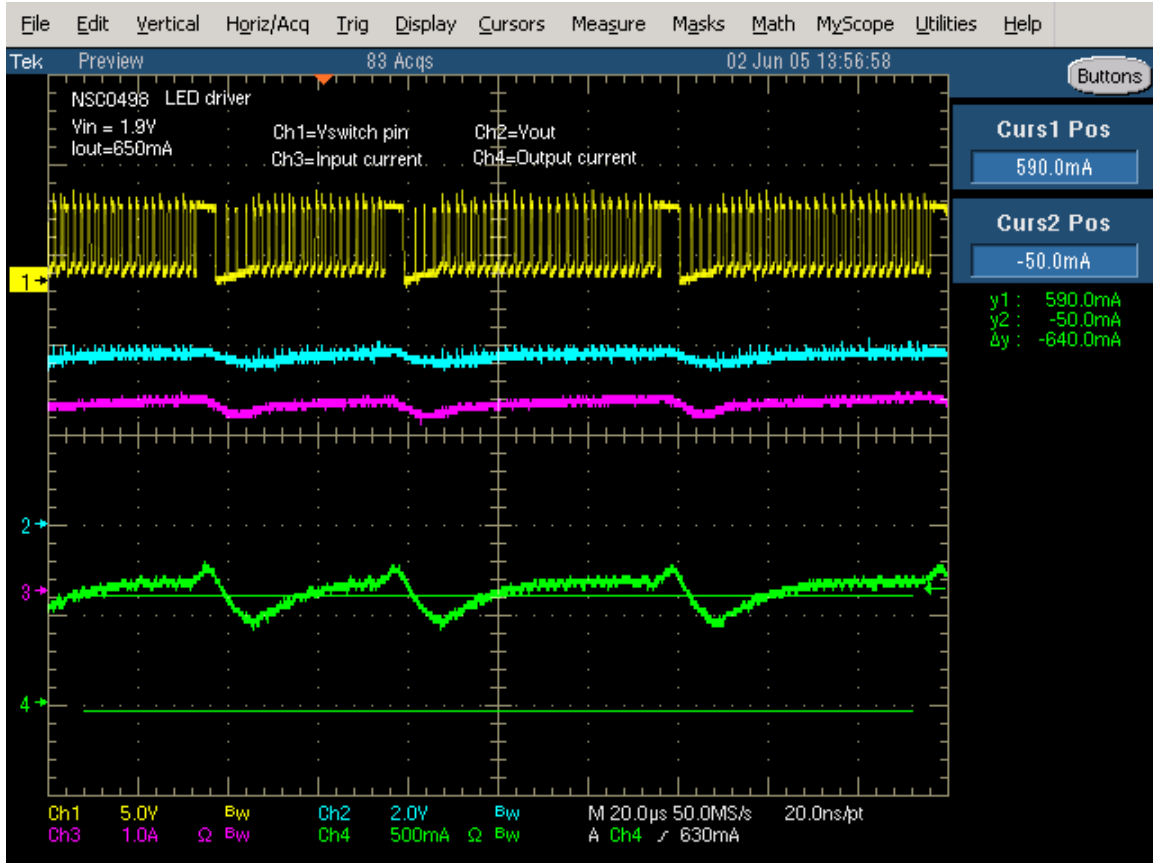 File Edit Vertical Horiz/Acq Trig Display Cursors Measure Masks Math MyScope Utilities Help
Tek Preview 83 Acqs 02 Jun 05 13:56:58
Buttons
NSC0498 LED driver
Vin = 1.9V
Iout=650mA
Ch1=Vswitch pin Ch2=Vout
Ch3=Input current Ch4=Output current
Curs1 Pos
590.0mA
Curs2 Pos
-50.0mA
y1 : 590.0mA
y2 : -50.0mA
Δy : -640.0mA
1
2
3
4
Ch1 5.0V Bw Ch2 2.0V Bw M 20.0µs 50.0MS/s 20.0ns/pt
Ch3 1.0A Ω Bw Ch4 500mA Ω Bw A Ch4 630mA